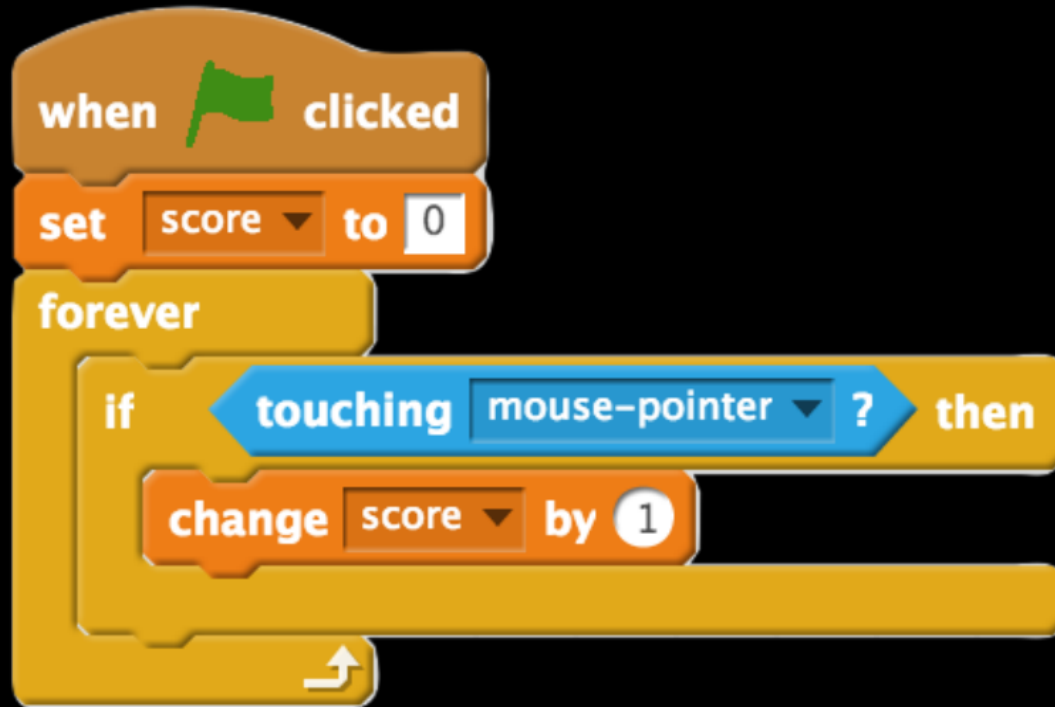 when clicked
set score to 0
forever
if touching mouse-pointer ? then
change score by 1